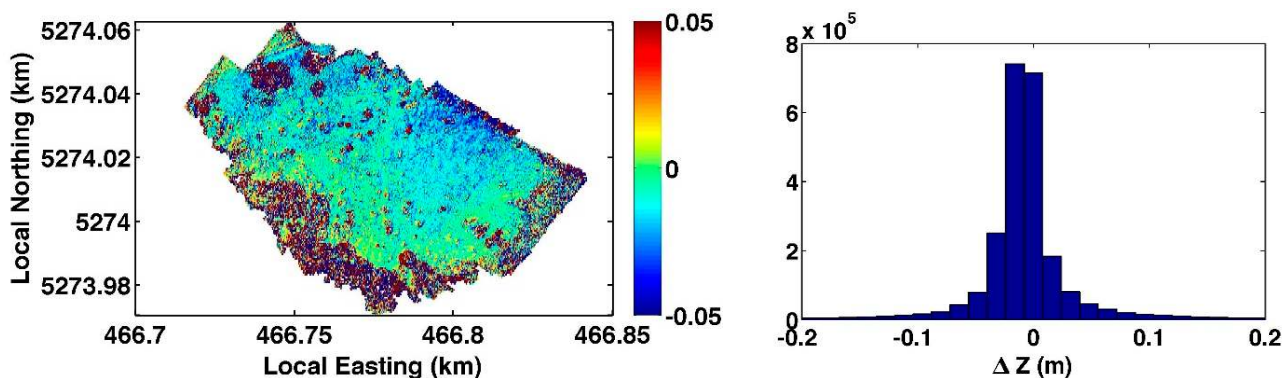 5274.06
5274.04
5274.02
5274
5273.98
Local Northing (km)
466.7 466.75 466.8 466.85
Local Easting (km)
0.05
0
-0.05
x 10^5
8
6
4
2
0
-0.2 -0.1 0 0.1 0.2
Δ Z (m)